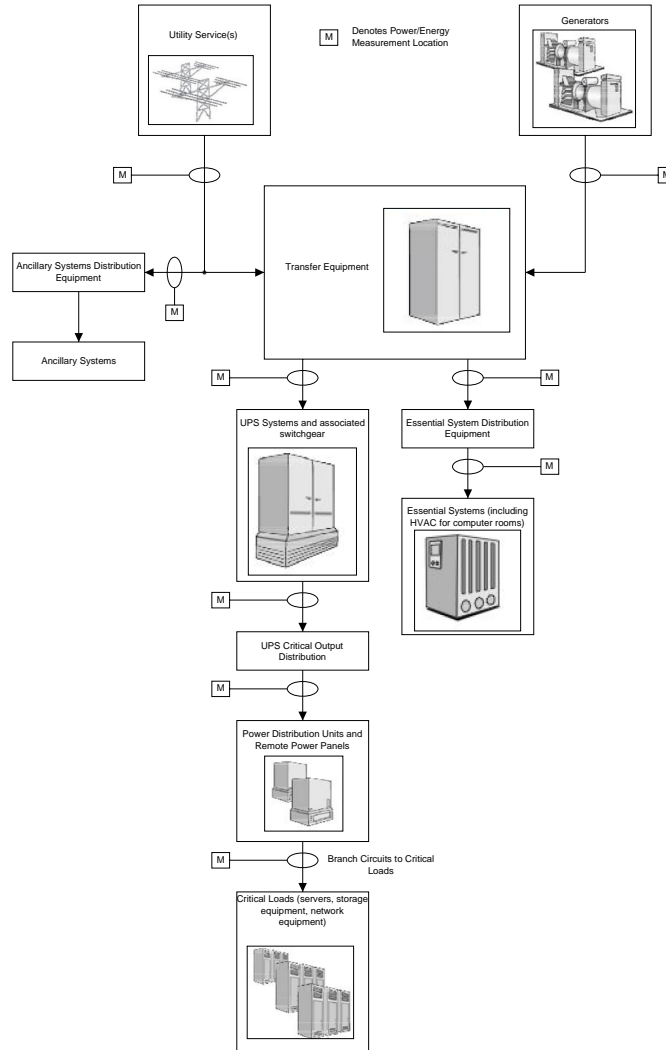 Utility Service(s)
M
Denotes Power/Energy
Measurement Location
Generators
M
M
Ancillary Systems Distribution
Equipment
M
Transfer Equipment
Ancillary Systems
M
M
UPS Systems and associated
switchgear
Essential System Distribution
Equipment
M
Essential Systems (including
HVAC for computer rooms)
M
UPS Critical Output
Distribution
M
Power Distribution Units and
Remote Power Panels
M
Branch Circuits to Critical
Loads
Critical Loads (servers, storage
equipment, network
equipment)